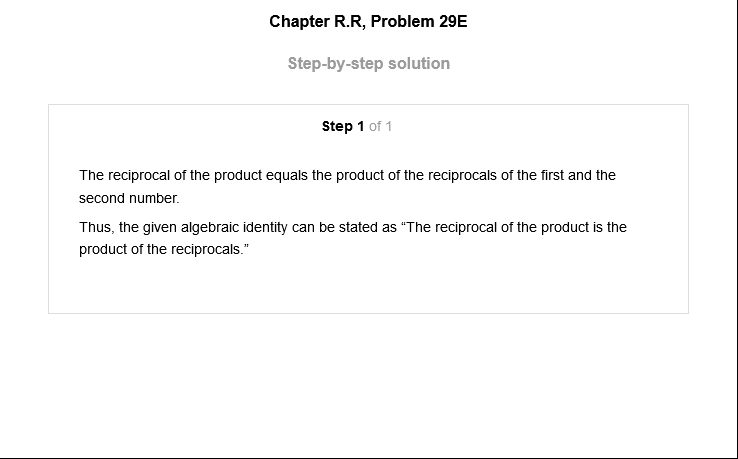 Chapter R.R, Problem 29E
Step-by-step solution
Step 1 of 1
The reciprocal of the product equals the product of the reciprocals of the first and the
second number.
Thus, the given algebraic identity can be stated as “The reciprocal of the product is the
product of the reciprocals.”